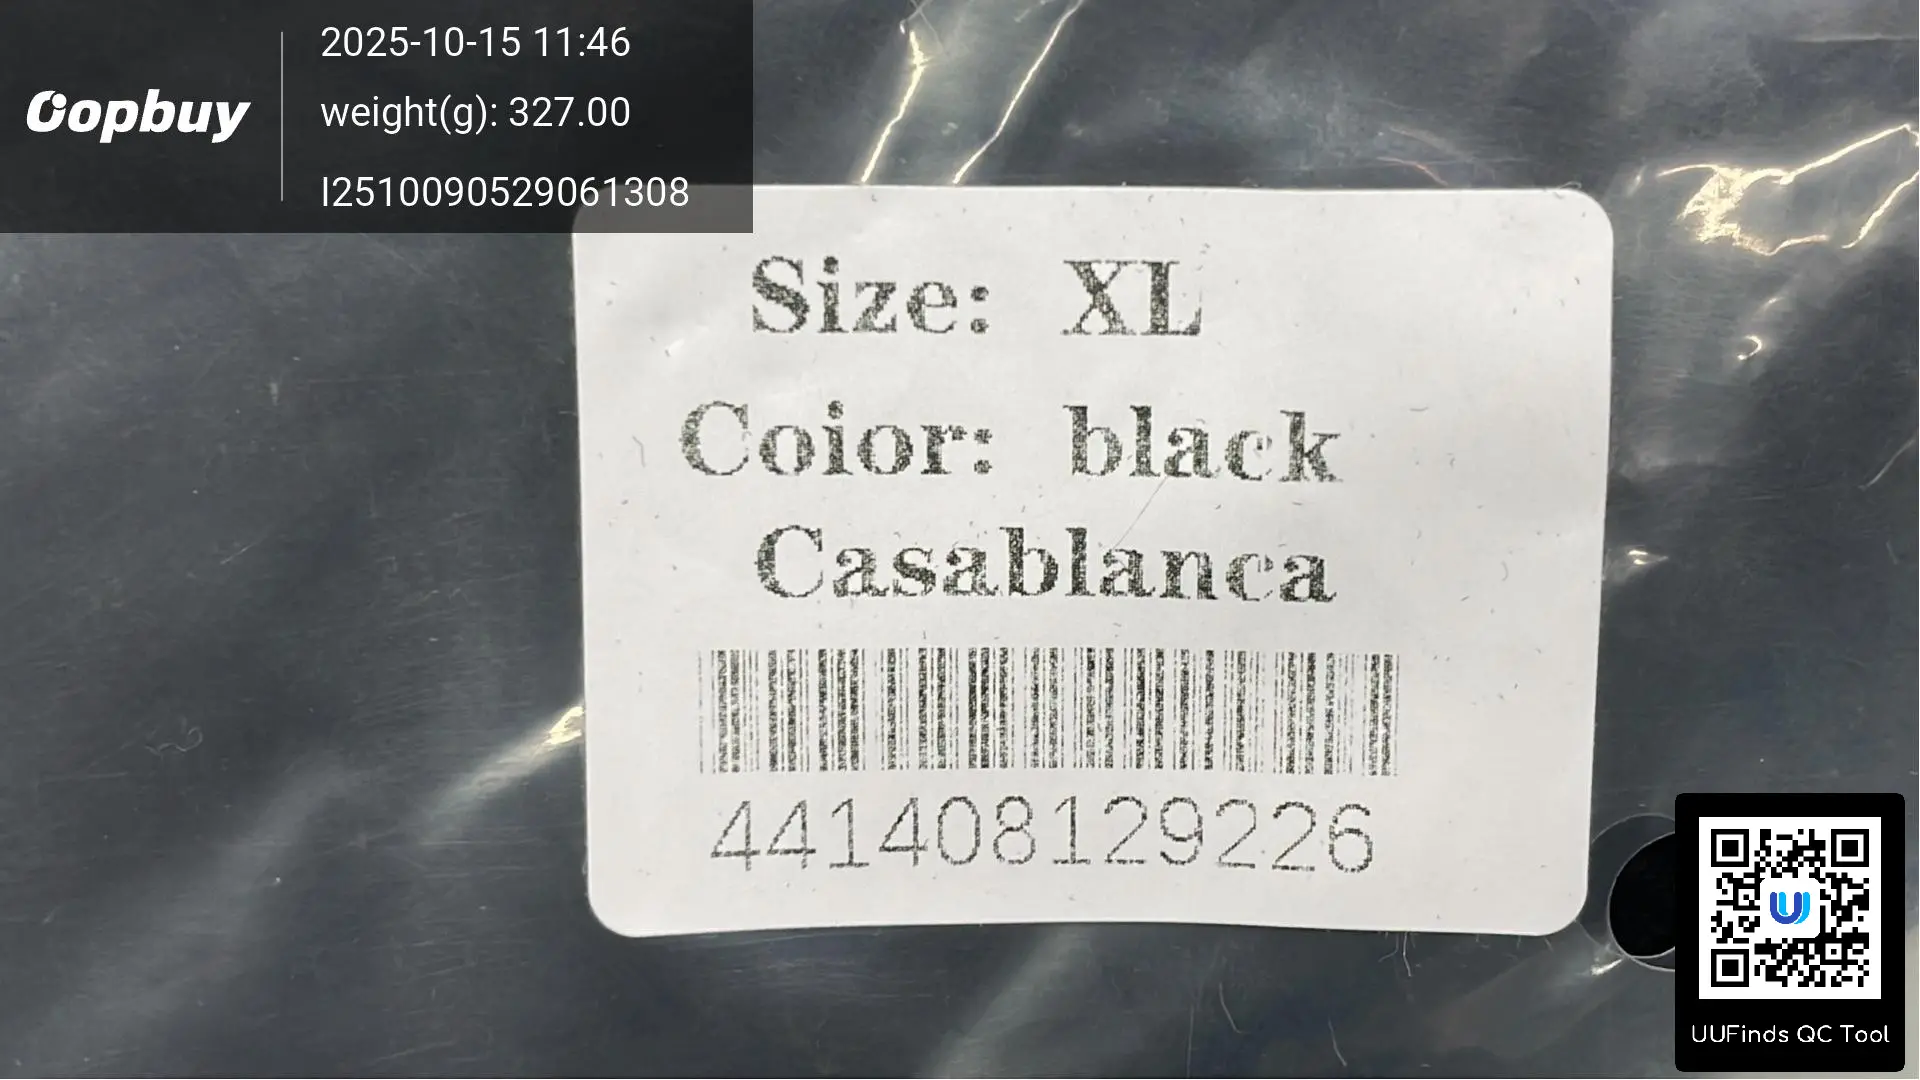 Oopbuy
2025-10-15 11:46
weight(g): 327.00
I2510090529061308
Size: XL
Coior: black
Casablanca
441408129226
UUFinds QC Tool